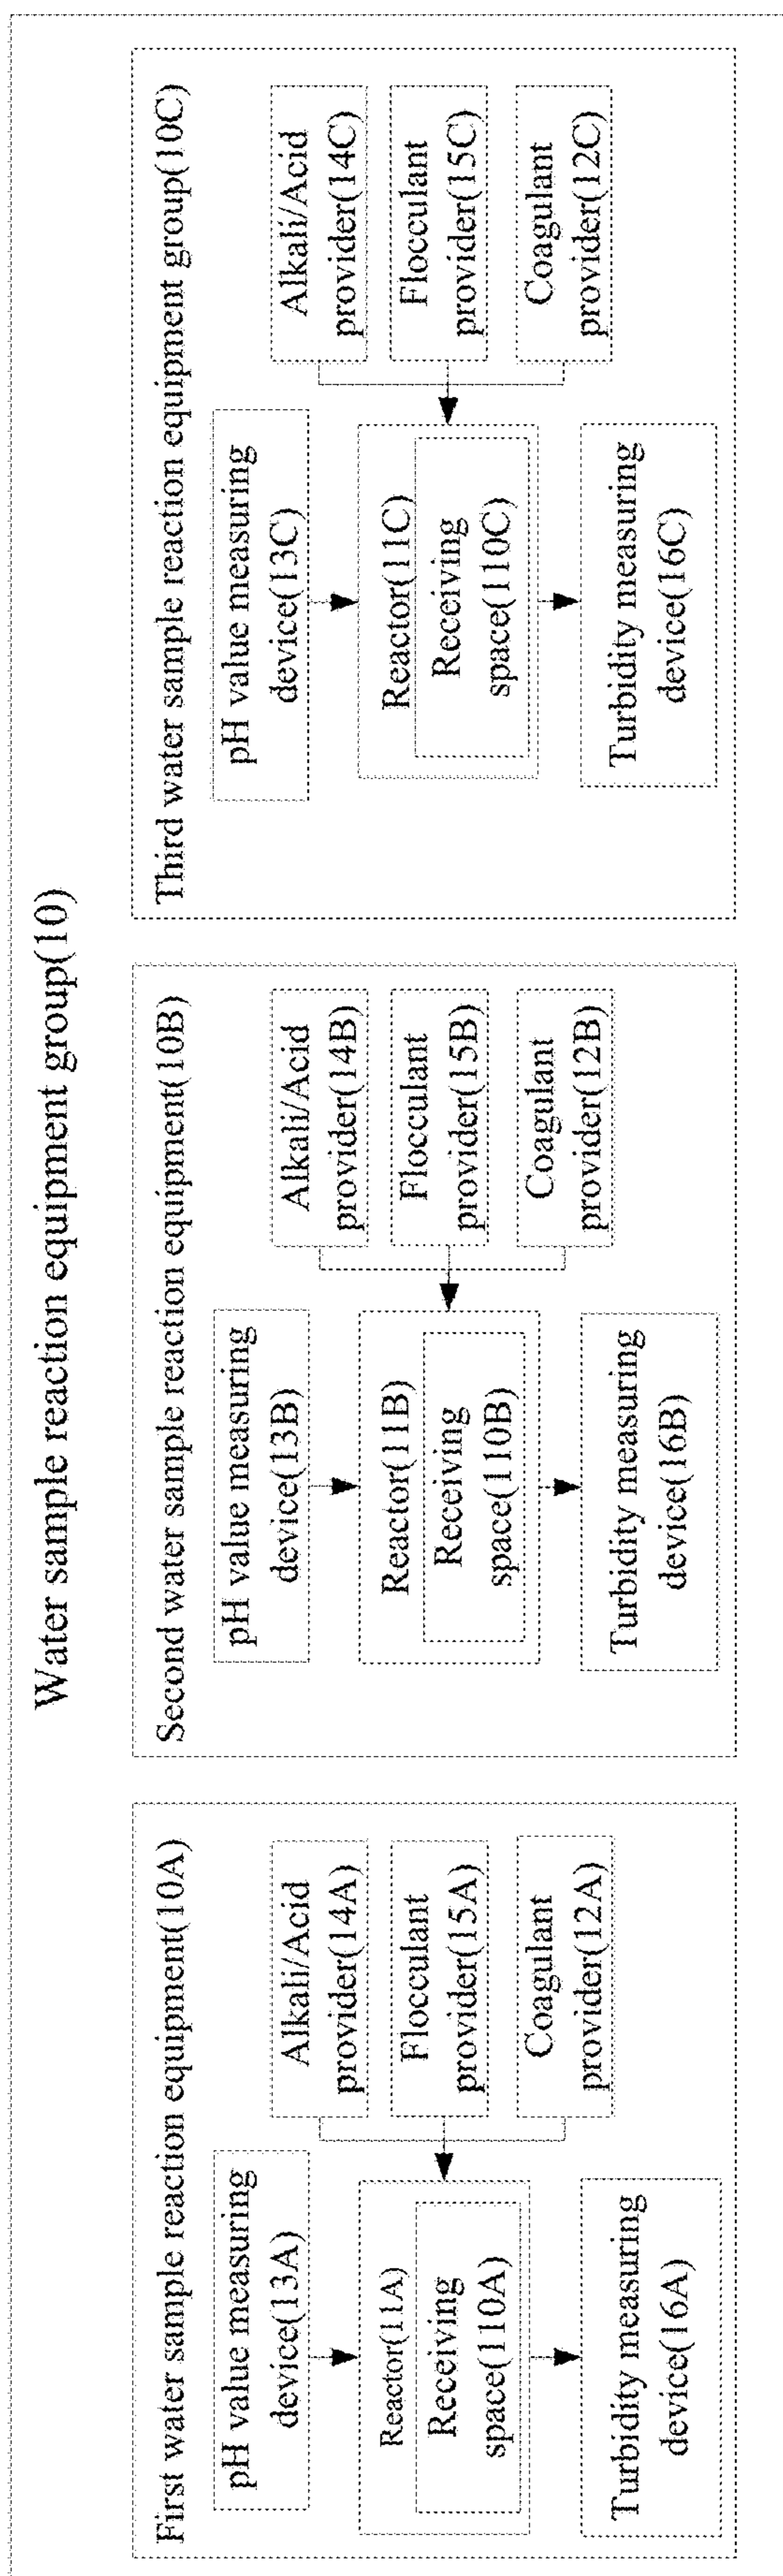 Water sample reaction equipment group(10)
First water sample reaction equipment(10A)
pH value measuring
device(13A)
Alkali/Acid
provider(14A)
Reactor(11A)
Receiving
space(110A)
Flocculant
provider(15A)
Coagulant
provider(12A)
Turbidity measuring
device(16A)
Second water sample reaction equipment(10B)
pH value measuring
device(13B)
Alkali/Acid
provider(14B)
Reactor(11B)
Receiving
space(110B)
Flocculant
provider(15B)
Coagulant
provider(12B)
Turbidity measuring
device(16B)
Third water sample reaction equipment group(10C)
pH value measuring
device(13C)
Alkali/Acid
provider(14C)
Reactor(11C)
Receiving
space(110C)
Flocculant
provider(15C)
Coagulant
provider(12C)
Turbidity measuring
device(16C)